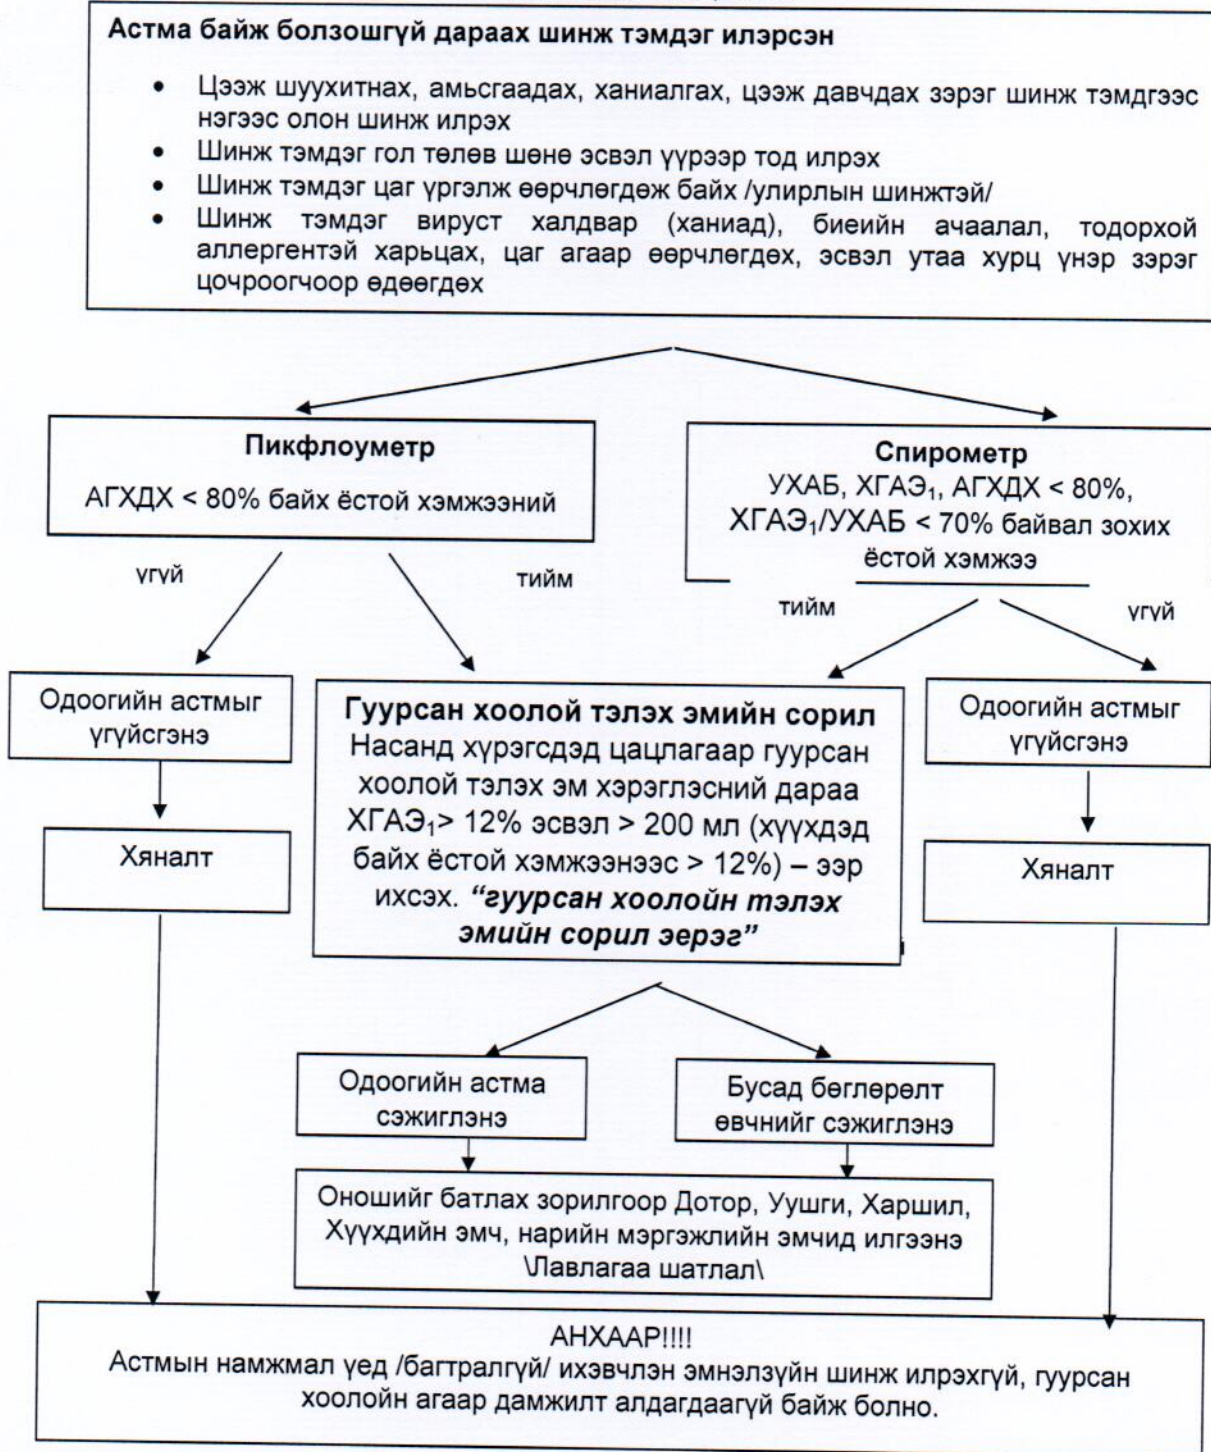 Астма байж болзошгүй дараах шинж тэмдэг илэрсэн
• Цээж шуухитнах, амьсгаадах, ханиалгах, цээж давчдах зэрэг шинж тэмдгээс
нэгээс олон шинж илрэх
• Шинж тэмдэг гол төлөв шөнө эсвэл үүрээр тод илрэх
• Шинж тэмдэг цаг үргэлж өөрчлөгдөж байх /улирлын шинжтэй/
• Шинж тэмдэг вируст халдвар (ханиад), биеийн ачаалал, тодорхой
аллергентэй харьцах, цаг агаар өөрчлөгдөх, эсвэл утаа хурц үнэр зэрэг
цочроогчоор өдөөгдөх
Пикфлоуметр
АГХДХ < 80% байх ёстой хэмжээний
Спирометр
УХАБ, ХГАЭ₁, АГХДХ < 80%,
ХГАЭ₁/УХАБ < 70% байвал зохих
ёстой хэмжээ
үгүй
тийм
тийм
үгүй
Одоогийн астмыг
үгүйсгэнэ
Хяналт
Гуурсан хоолой тэлэх эмийн сорил
Насанд хүрэгсдэд цацлагаар гуурсан
хоолой тэлэх эм хэрэглэсний дараа
ХГАЭ₁> 12% эсвэл > 200 мл (хүүхдэд
байх ёстой хэмжээнээс > 12%) – ээр
ихсэх. “гуурсан хоолойн тэлэх
эмийн сорил эерэг”
Одоогийн астмыг
үгүйсгэнэ
Хяналт
Одоогийн астма
сэжиглэнэ
Бусад бөглөрөлт
өвчнийг сэжиглэнэ
Оношийг батлах зорилгоор Дотор, Уушги, Харшил,
Хүүхдийн эмч, нарийн мэргэжлийн эмчид илгээнэ
\Лавлагаа шатлал\
АНХААР!!!!
Астмын намжмал үед /багтралгүй/ ихэвчлэн эмнэлзүйн шинж илрэхгүй, гуурсан
хоолойн агаар дамжилт алдагдаагүй байж болно.